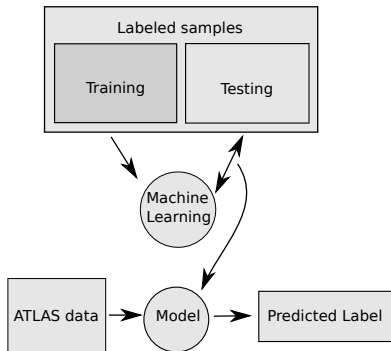 Labeled samples
Training
Testing
Machine
Learning
ATLAS data
Model
Predicted Label